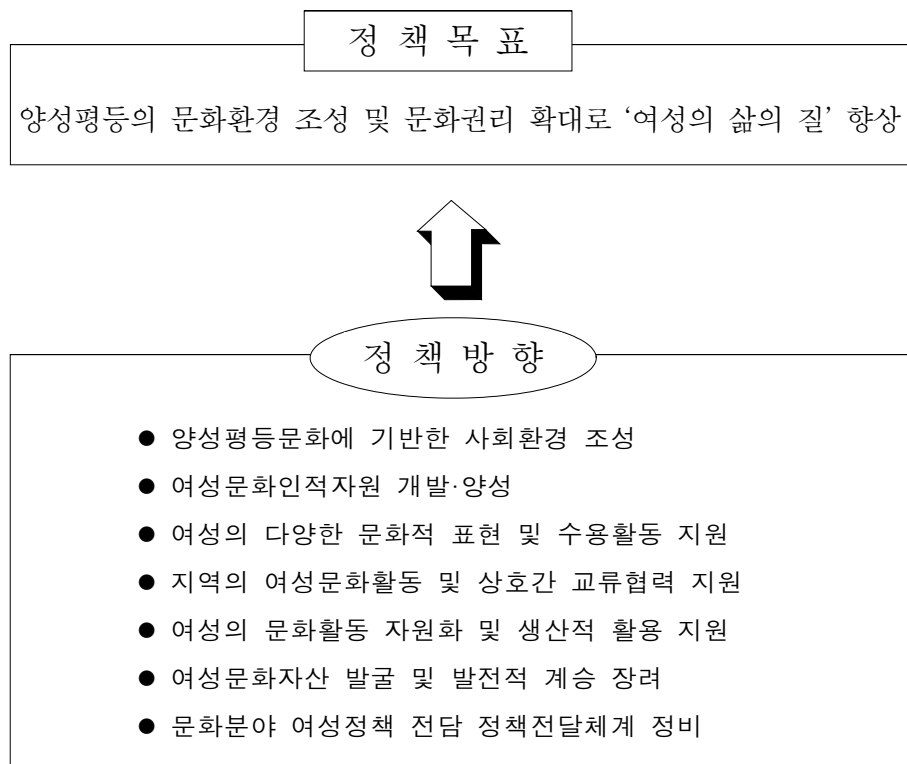 정 책 목 표
양성평등의 문화환경 조성 및 문화권리 확대로 ‘여성의 삶의 질’ 향상
정 책 방 향
● 양성평등문화에 기반한 사회환경 조성
● 여성문화인적자원 개발·양성
● 여성의 다양한 문화적 표현 및 수용활동 지원
● 지역의 여성문화활동 및 상호간 교류협력 지원
● 여성의 문화활동 자원화 및 생산적 활용 지원
● 여성문화자산 발굴 및 발전적 계승 장려
● 문화분야 여성정책 전담 정책전달체계 정비